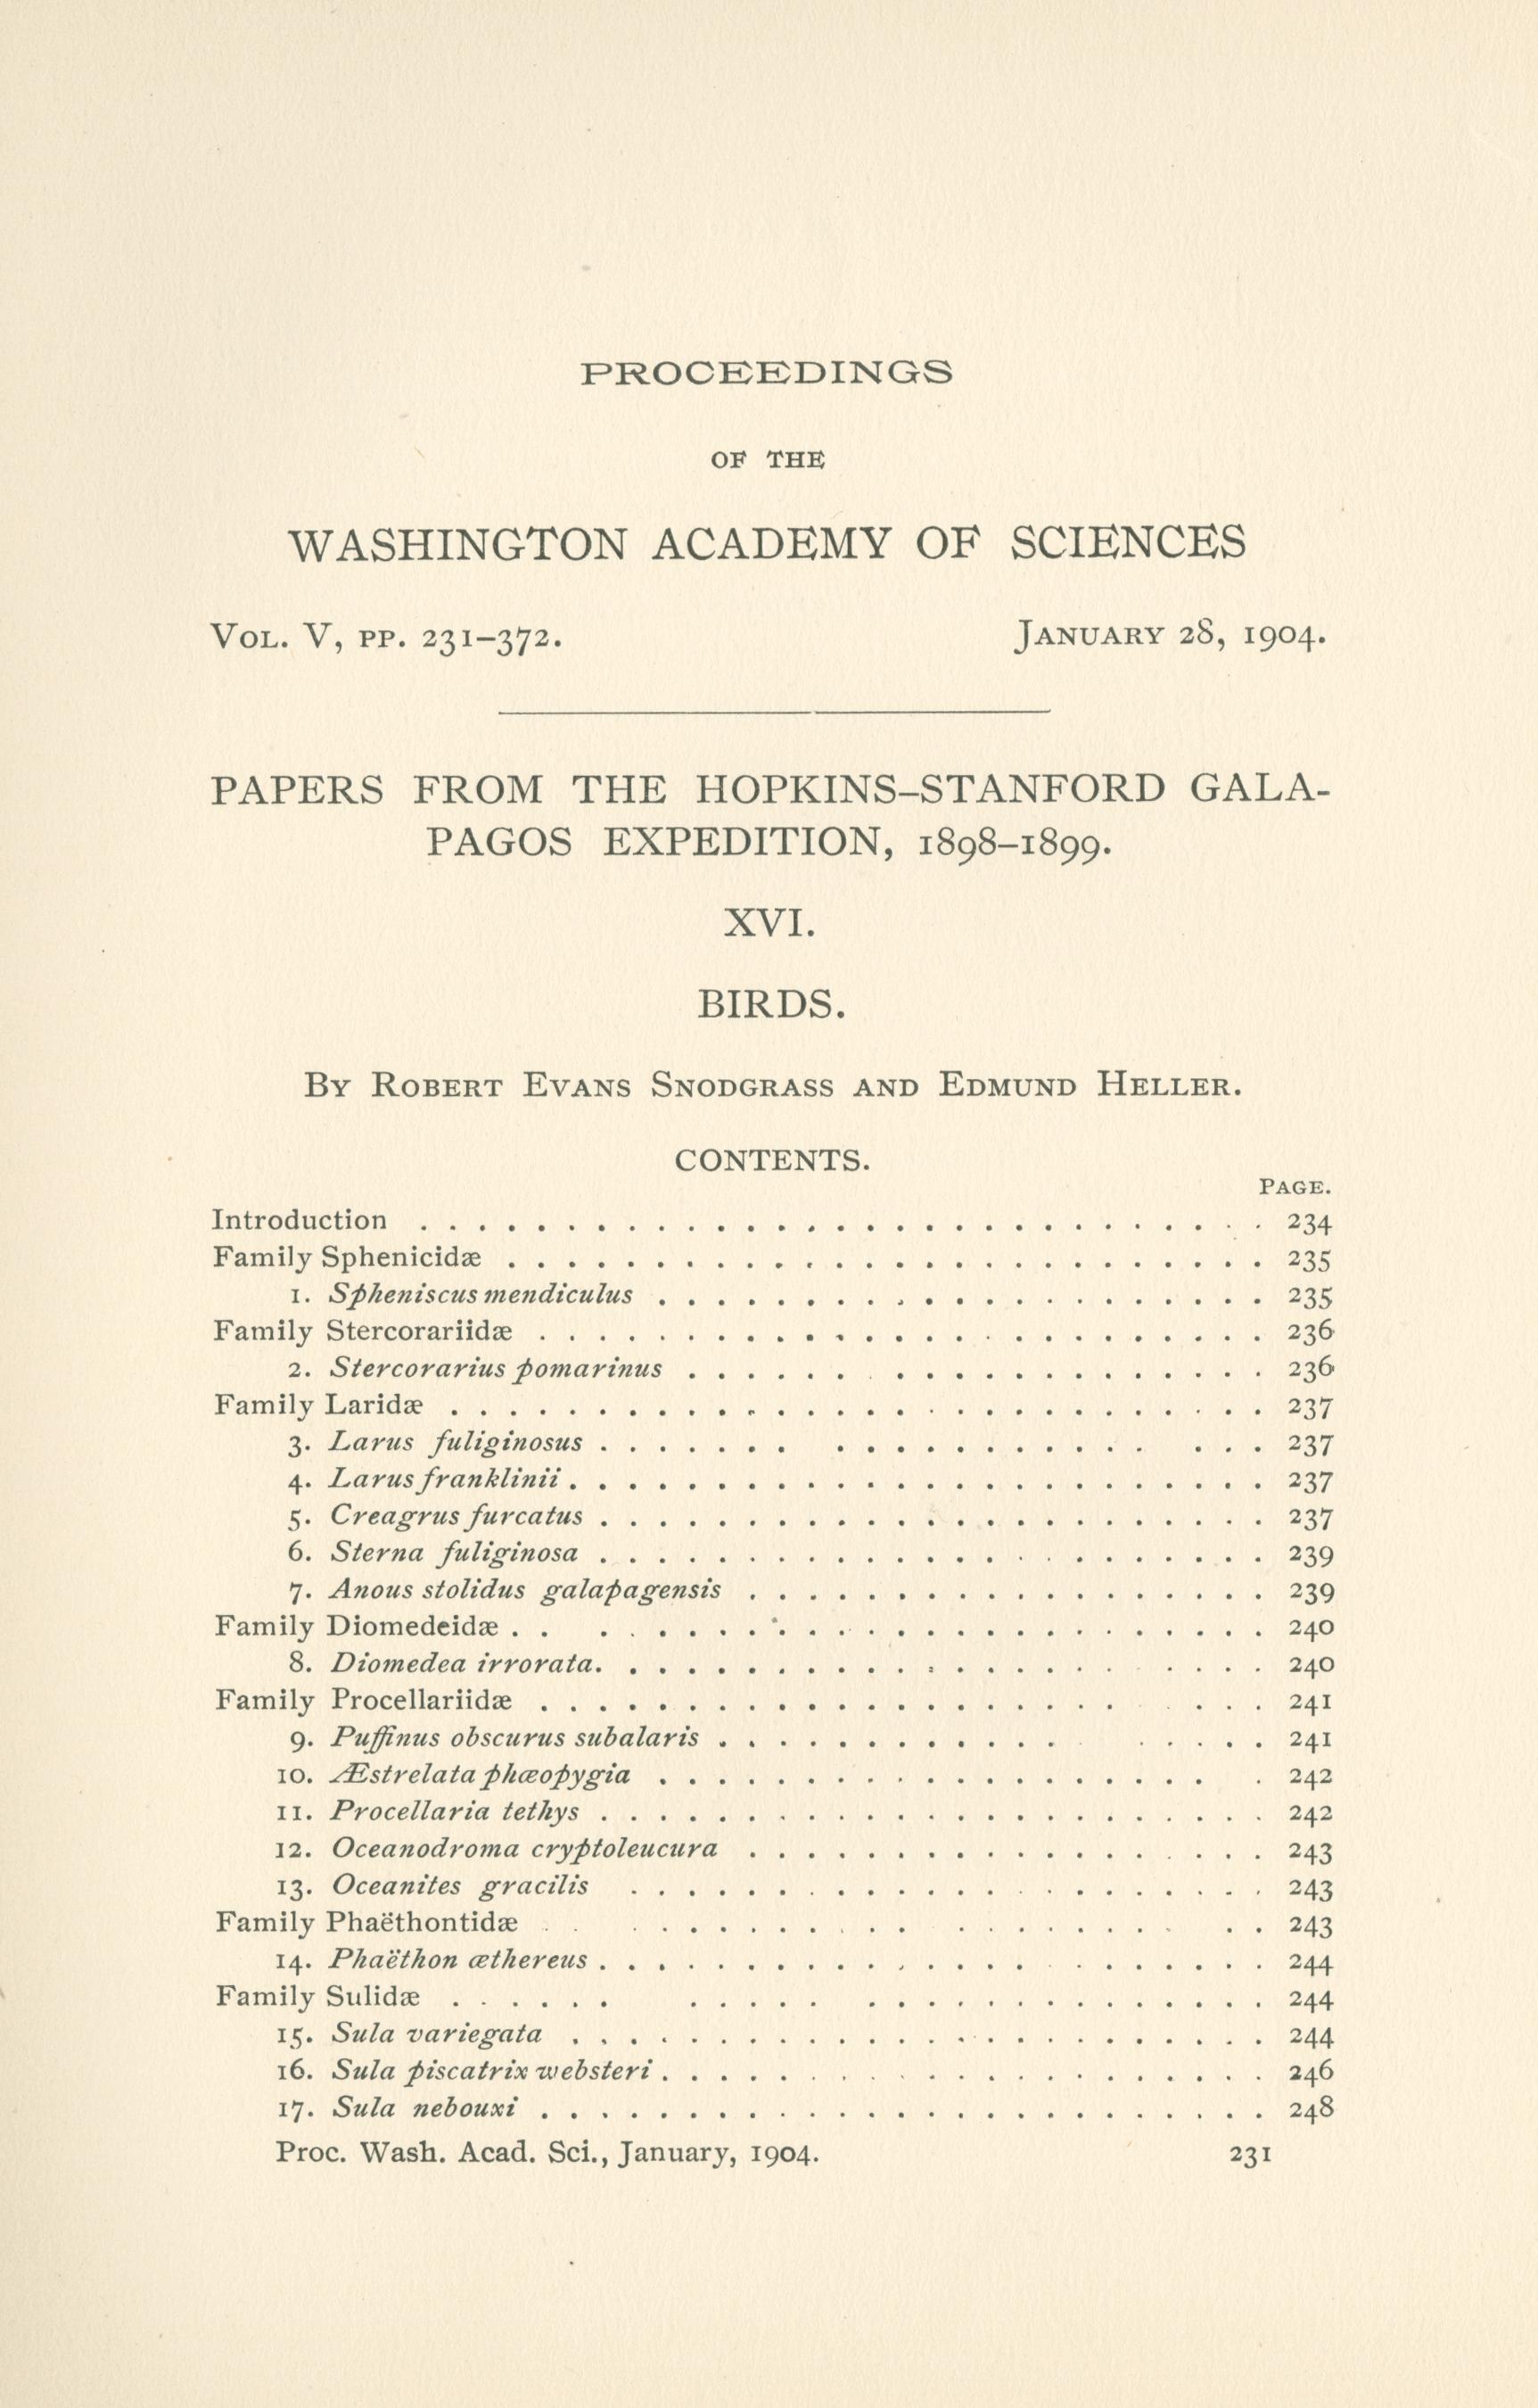 PROCEEDINGS
OF THE
WASHINGTON ACADEMY OF SCIENCES
VOL. V, PP. 231–372. JANUARY 28, 1904.
PAPERS FROM THE HOPKINS–STANFORD GALA-
PAGOS EXPEDITION, 1898–1899.
XVI.
BIRDS.
BY ROBERT EVANS SNODGRASS AND EDMUND HELLER.
CONTENTS.
PAGE.
Introduction . . . . . . . . . . . . . . . . . . . . 234
Family Sphenicidæ . . . . . . . . . . . . . . . . . . . . 235
1. Spheniscus mendiculus . . . . . . . . . . . . . . . . . . . . 235
Family Stercorariidæ . . . . . . . . . . . . . . . . . . . . 236
2. Stercorarius pomarinus . . . . . . . . . . . . . . . . . . . . 236
Family Laridæ . . . . . . . . . . . . . . . . . . . . 237
3. Larus fuliginosus . . . . . . . . . . . . . . . . . . . . 237
4. Larus franklinii . . . . . . . . . . . . . . . . . . . . 237
5. Creagrus furcatus . . . . . . . . . . . . . . . . . . . . 237
6. Sterna fuliginosa . . . . . . . . . . . . . . . . . . . . 239
7. Anous stolidus galapagensis . . . . . . . . . . . . . . . . . . 239
Family Diomedeidæ . . . . . . . . . . . . . . . . . . . . 240
8. Diomedea irrorata . . . . . . . . . . . . . . . . . . . . 240
Family Procellariidæ . . . . . . . . . . . . . . . . . . . . 241
9. Puffinus obscurus subalaris . . . . . . . . . . . . . . . . . . 241
10. Æstrelata phæopygia . . . . . . . . . . . . . . . . . . . . 242
11. Procellaria tethys . . . . . . . . . . . . . . . . . . . . 242
12. Oceanodroma cryptoleucura . . . . . . . . . . . . . . . . . . 243
13. Oceanites gracilis . . . . . . . . . . . . . . . . . . . . 243
Family Phaëthontidæ . . . . . . . . . . . . . . . . . . . . 243
14. Phaëthon æthereus . . . . . . . . . . . . . . . . . . . . 244
Family Sulidæ . . . . . . . . . . . . . . . . . . . . 244
15. Sula variegata . . . . . . . . . . . . . . . . . . . . 244
16. Sula piscatrix websteri . . . . . . . . . . . . . . . . . . . . 246
17. Sula nebouxi . . . . . . . . . . . . . . . . . . . . 248
Proc. Wash. Acad. Sci., January, 1904. 231